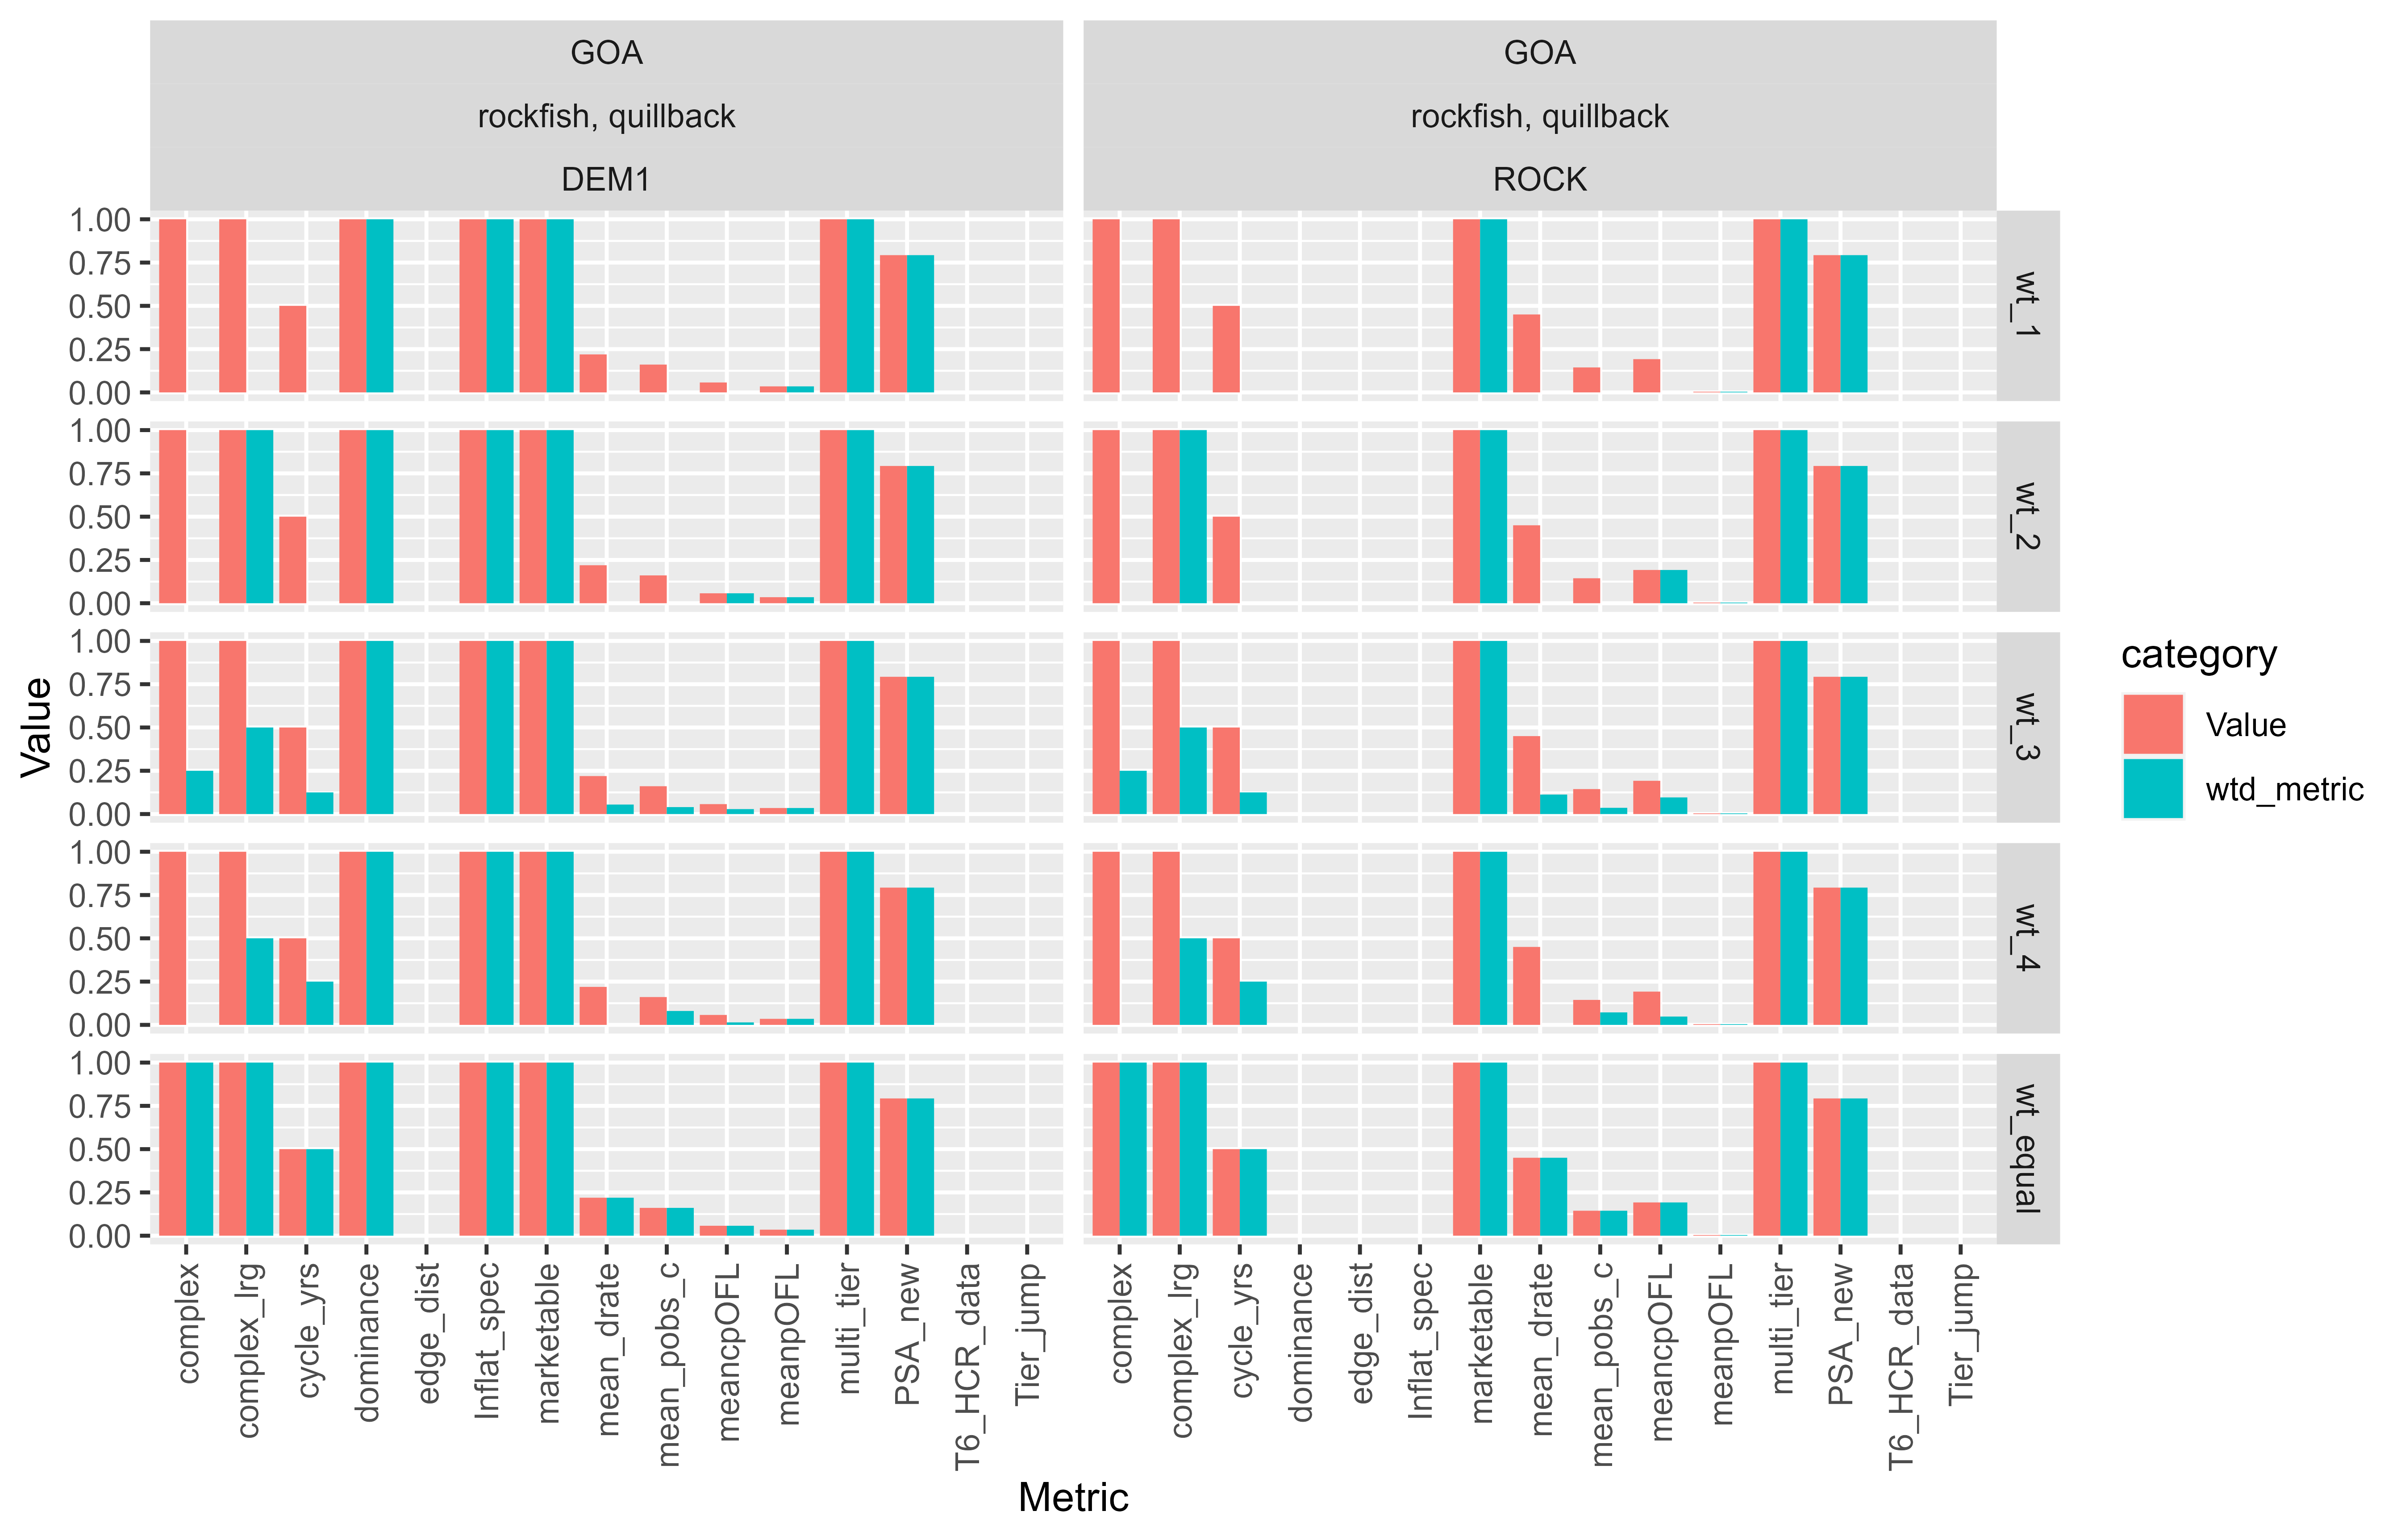 GOA
GOA
rockfish, quillback
rockfish, quillback
DEM1
ROCK
1.00
0.75
0.50
0.25
0.00
wt_1
1.00
0.75
0.50
0.25
0.00
wt_2
1.00
0.75
0.50
0.25
0.00
wt_3
1.00
0.75
0.50
0.25
0.00
wt_4
1.00
0.75
0.50
0.25
0.00
wt_equal
Value
complex
complex_lrg
cycle_yrs
dominance
edge_dist
Inflat_spec
marketable
mean_drate
mean_pobs_c
meancpOFL
meanpOFL
multi_tier
PSA_new
T6_HCR_data
Tier_jump
complex
complex_lrg
cycle_yrs
dominance
edge_dist
Inflat_spec
marketable
mean_drate
mean_pobs_c
meancpOFL
meanpOFL
multi_tier
PSA_new
T6_HCR_data
Tier_jump
Metric
category
Value
wtd_metric